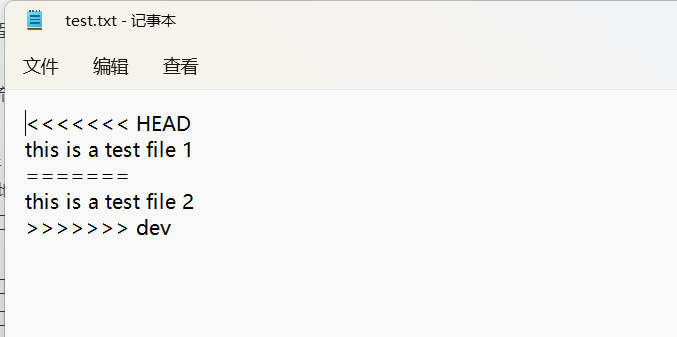 test.txt - 记事本
文件 编辑 查看
<<<<<<< HEAD
this is a test file 1
=======
this is a test file 2
>>>>>>> dev